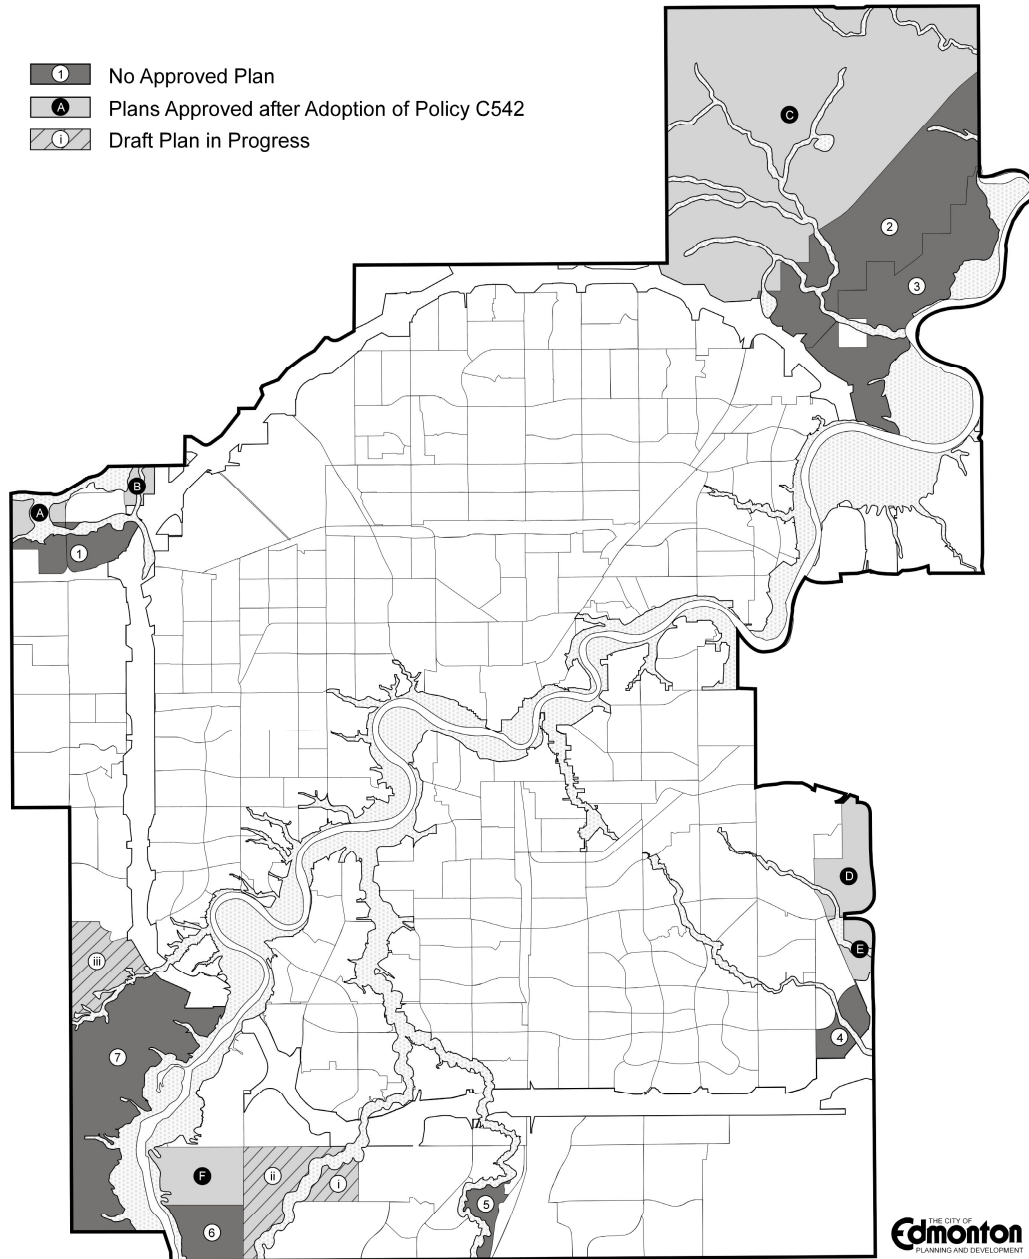 1 No Approved Plan
A Plans Approved after Adoption of Policy C542
i Draft Plan in Progress
C
2
3
B
A
1
D
E
iii
4
7
F
ii
i
5
6
THE CITY OF
Edmonton
PLANNING AND DEVELOPMENT